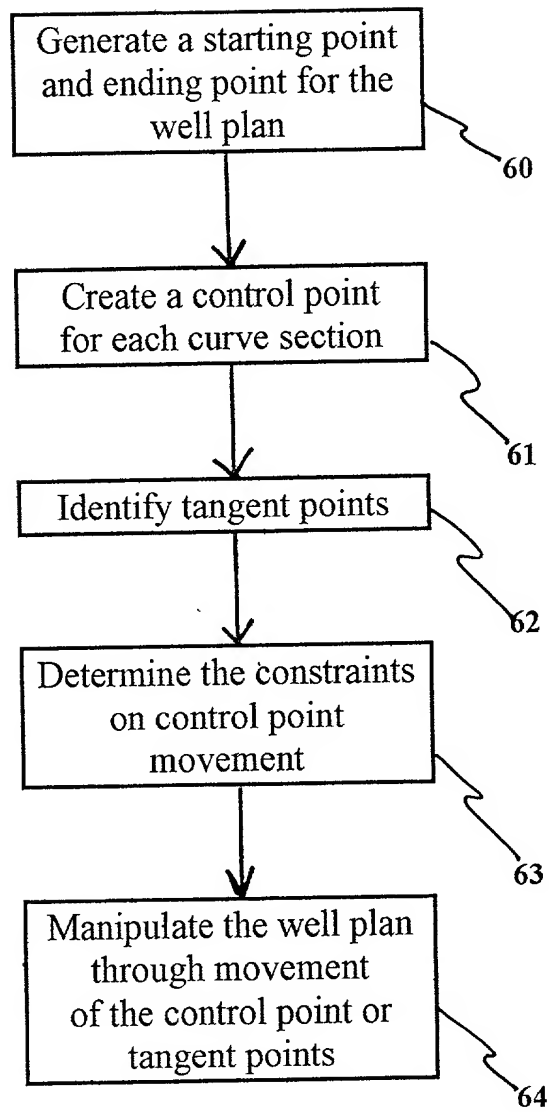 Generate a starting point
and ending point for the
well plan
60
Create a control point
for each curve section
61
Identify tangent points
62
Determine the constraints
on control point
movement
63
Manipulate the well plan
through movement
of the control point or
tangent points
64